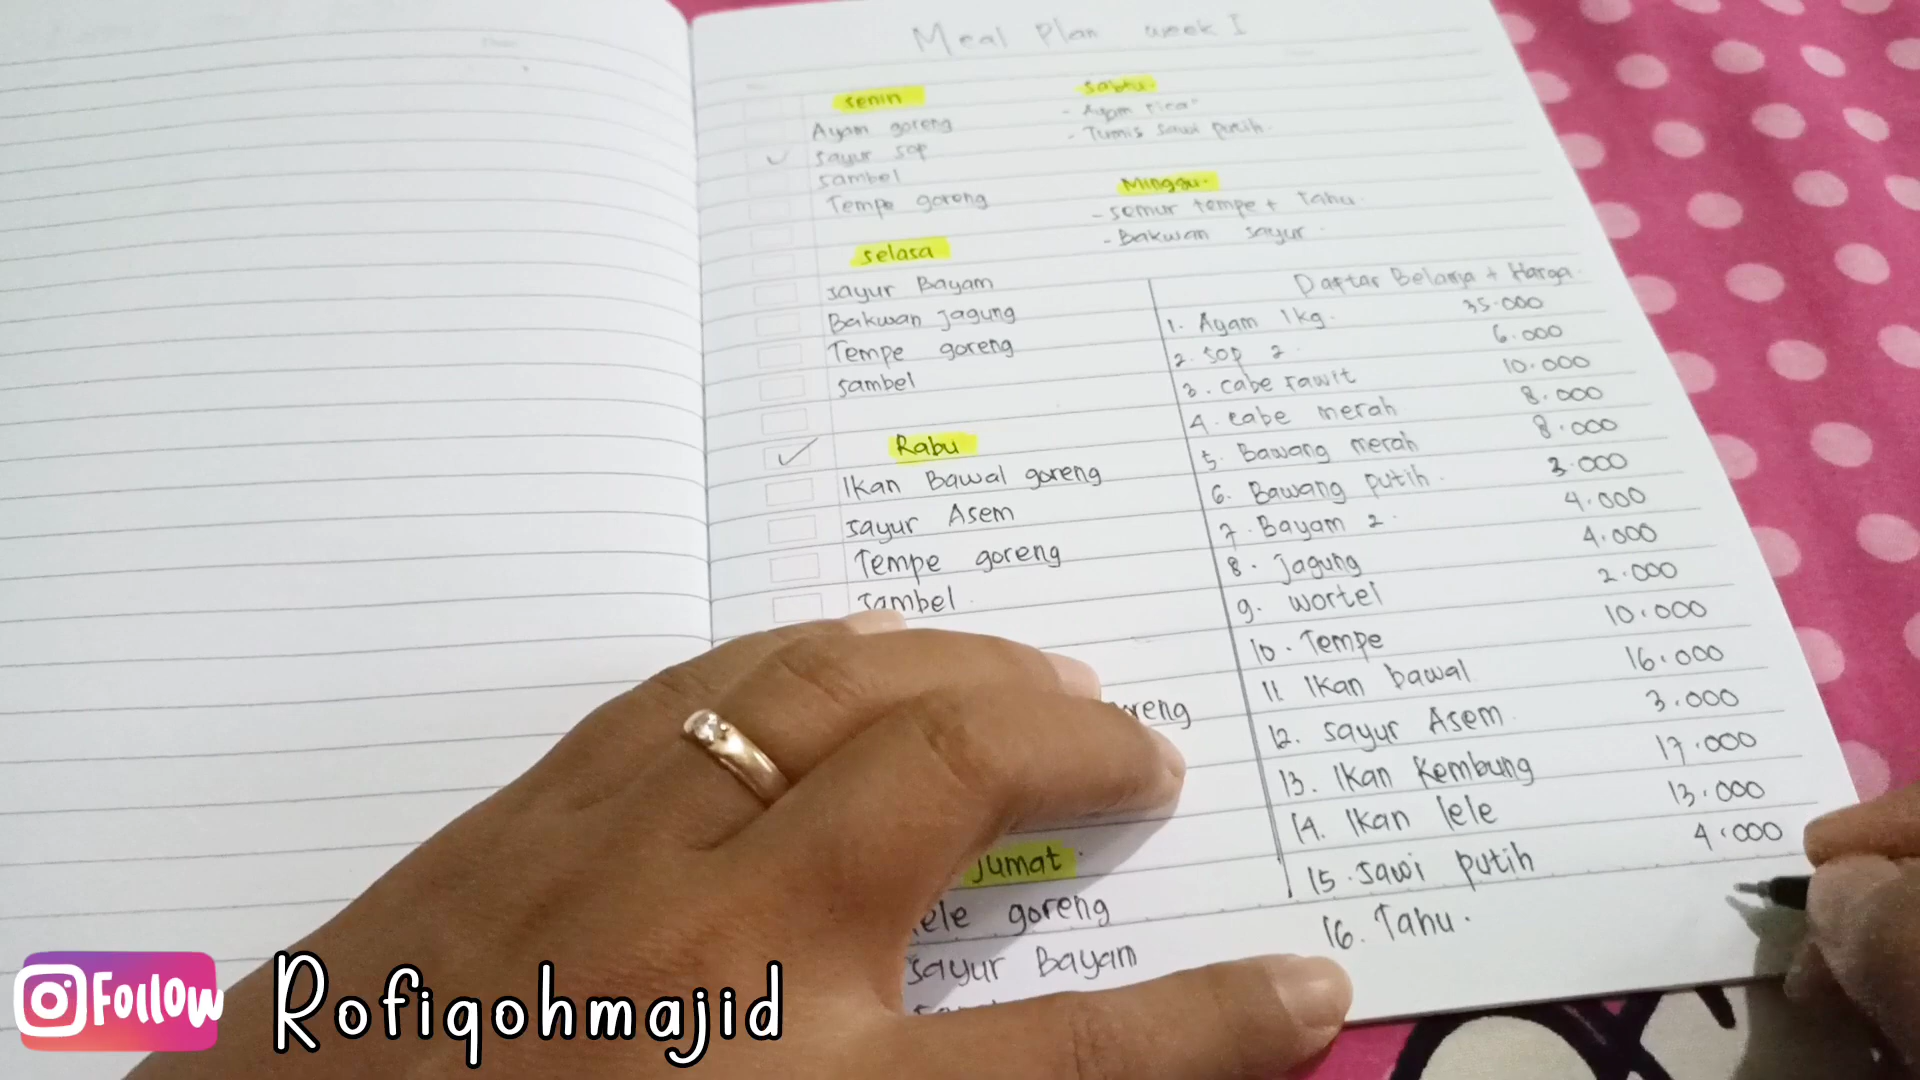 Meal Plan week I
senin
Ayam goreng
sayur sop
sambel
Tempe goreng
selasa
sayur Bayam
Bakwan jagung
Tempe goreng
sambel
Rabu
Ikan Bawal goreng
sayur Asem
Tempe goreng
sambel.
Jumat.
goreng
sayur Bayam
sabtu.
- Ayam rica"
- Tumis sawi putih.
Minggu.
- semur tempe + Tahu.
- Bakwan sayur.
Daftar Belanja + Harga.
1. Ayam 1 kg. 35.000
2. sop 2. 6.000
3. cabe rawit 10.000
4. cabe merah 8.000
5. Bawang merah 8.000
6. Bawang putih. 3.000
7. Bayam 2. 4.000
8. jagung 4.000
9. wortel 2.000
10. Tempe 10.000
11. Ikan bawal 16.000
12. sayur Asem. 3.000
13. Ikan Kembung 17.000
14. Ikan lele 13.000
15. sawi putih 4.000
16. Tahu.
Follow Rofiqohmajid